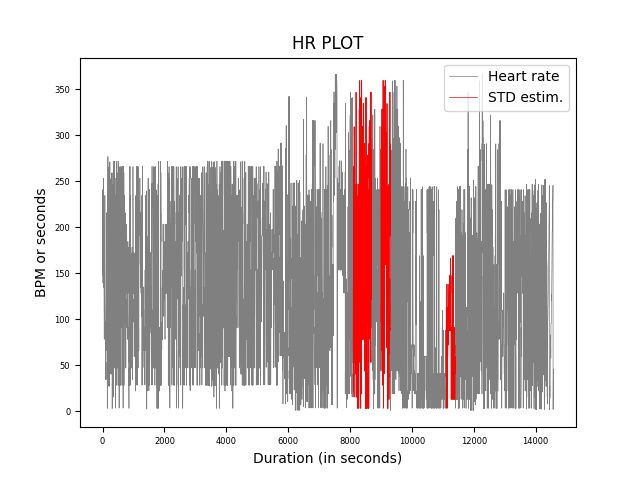 HR PLOT
Heart rate
STD estim.
BPM or seconds
350
300
250
200
150
100
50
0
0 2000 4000 6000 8000 10000 12000 14000
Duration (in seconds)